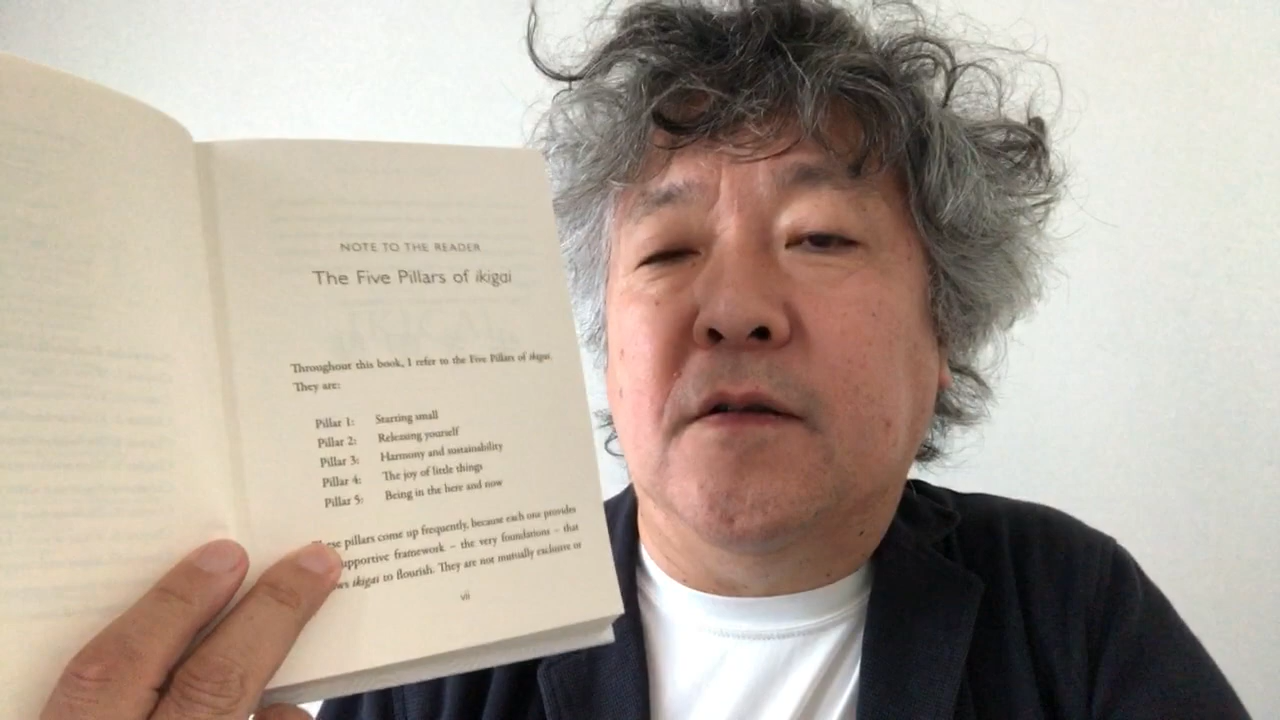 NOTE TO THE READER
The Five Pillars of ikigai
Throughout this book, I refer to the Five Pillars of ikigai.
They are:
Pillar 1: Starting small
Pillar 2: Releasing yourself
Pillar 3: Harmony and sustainability
Pillar 4: The joy of little things
Pillar 5: Being in the here and now
pillars come up frequently, because each one provides
supportive framework – the very foundations – that
ikigai to flourish. They are not mutually exclusive or
vii